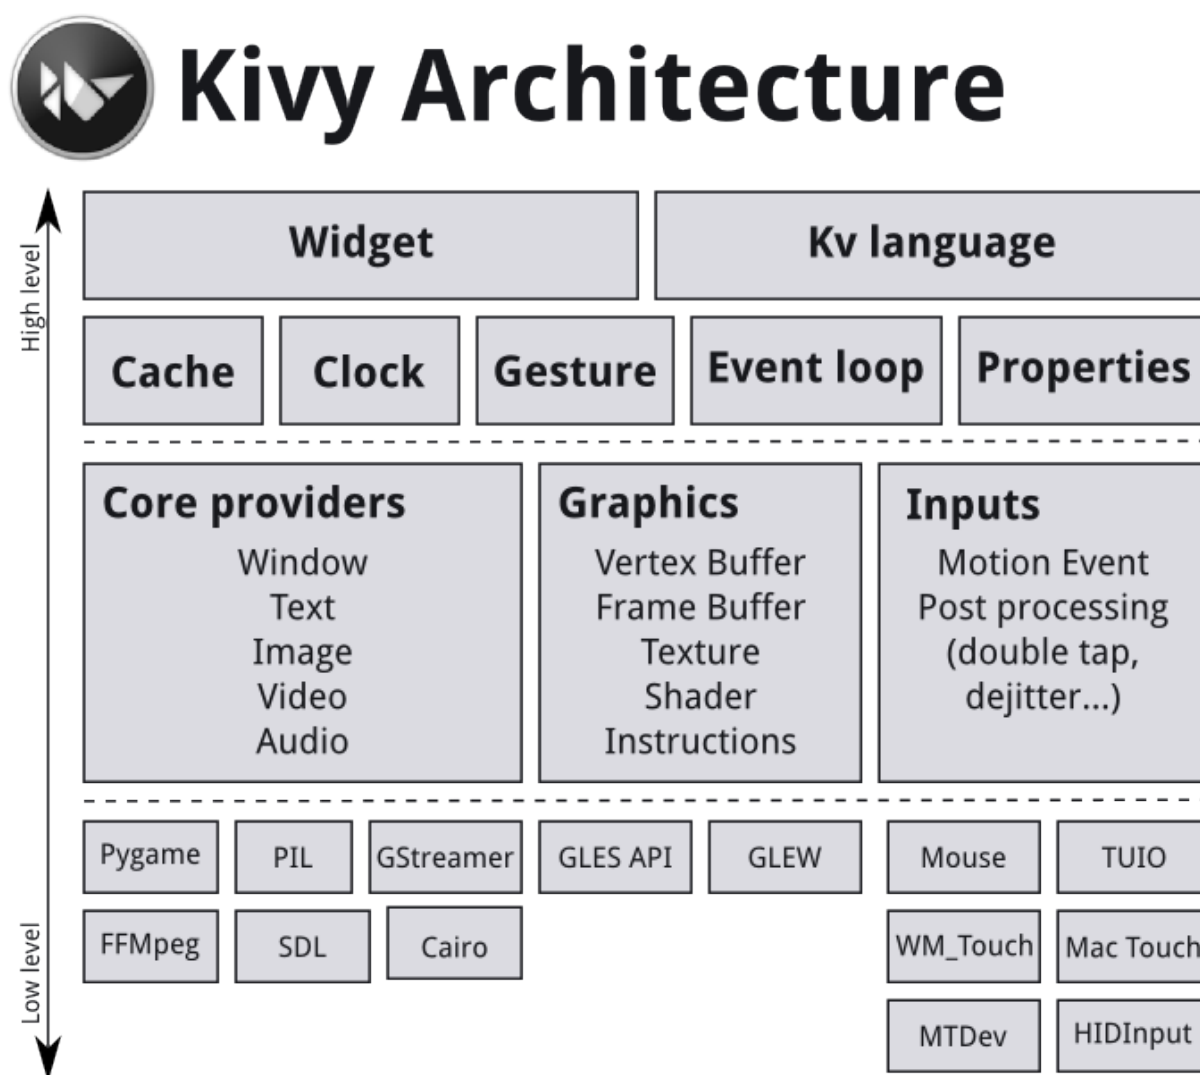 Kivy Architecture
High level
Widget
Kv language
Cache
Clock
Gesture
Event loop
Properties
Core providers
Window
Text
Image
Video
Audio
Graphics
Vertex Buffer
Frame Buffer
Texture
Shader
Instructions
Inputs
Motion Event
Post processing
(double tap,
dejitter...)
Low level
Pygame
PIL
GStreamer
GLES API
GLEW
Mouse
TUIO
FFMpeg
SDL
Cairo
WM_Touch
Mac Touch
MTDev
HIDInput